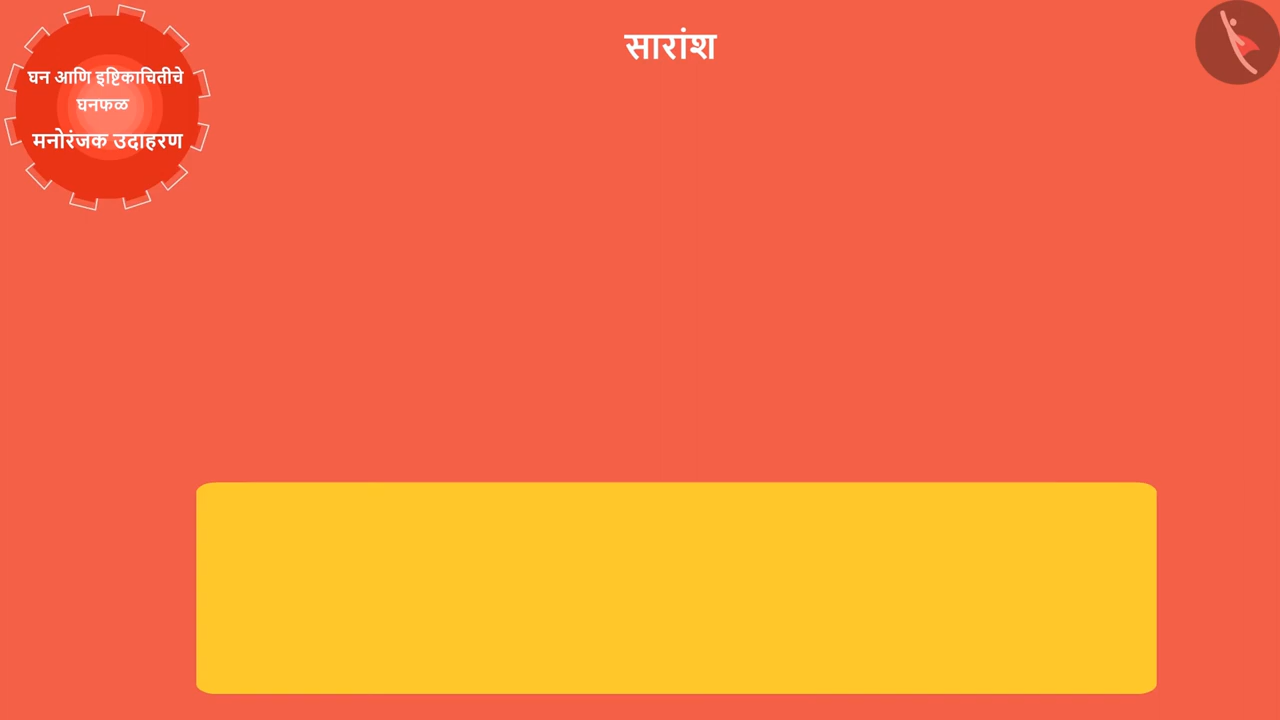 सारांश
घन आणि इष्टिकाचितीचे
घनफळ
मनोरंजक उदाहरण